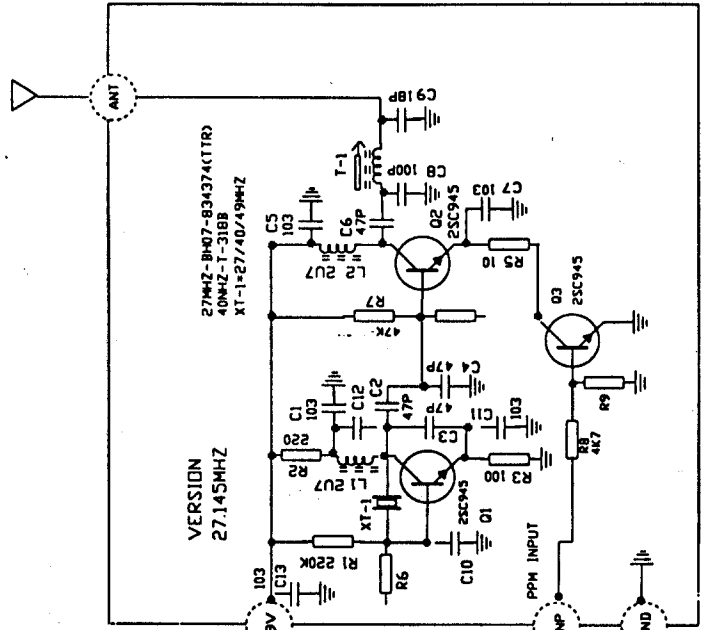 ANT
C9 18P
T-1
C8 100P
27MHZ-BH07-834374(TTR)
40NHZ-T-318B
XT-1=27/40/49MHZ
C5
103
C6
47P
L2 2U7
Q2
2SC945
C7
103
R5 10
R7
47K
Q3
2SC945
R9
R8
4K7
C4 47P
C2
47P
C1
103
C12
47P
C3
C11
103
R2
220
L1 2U7
VERSION
27.145MHZ
XT-1
2SC945
Q1
R3 100
R1 220K
R6
C10
103
C13
PPM INPUT
9V
NP
ND